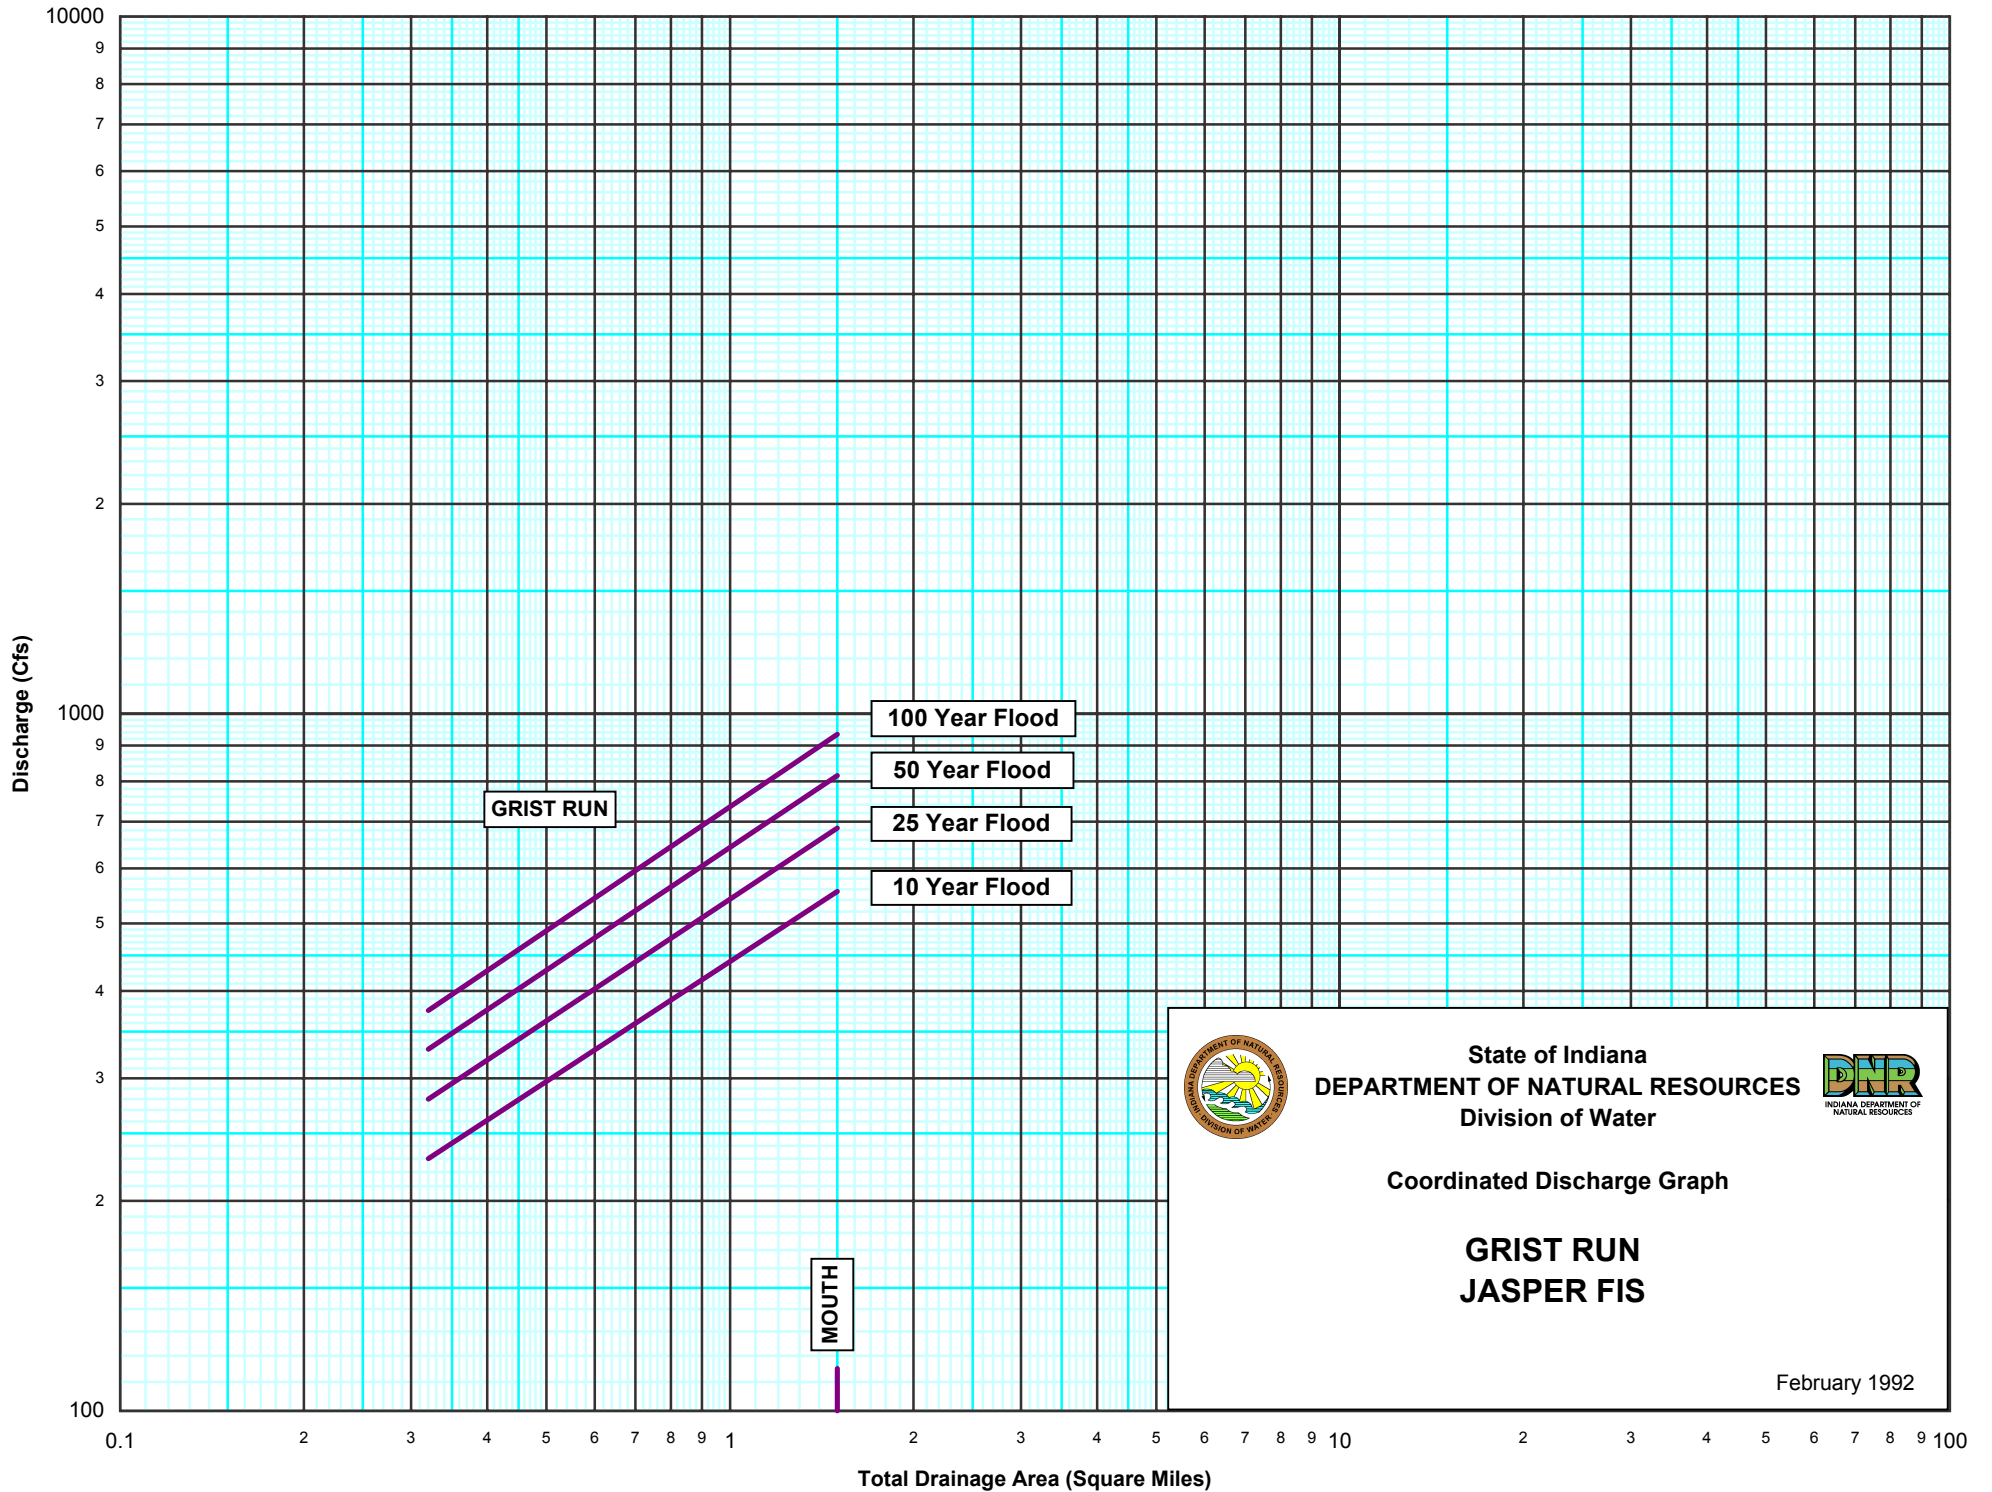 10000
9
8
7
6
5
4
3
2
1000
9
8
7
6
5
4
3
2
100
Discharge (Cfs)
100 Year Flood
50 Year Flood
25 Year Flood
10 Year Flood
GRIST RUN
MOUTH
INDIANA DEPARTMENT OF NATURAL RESOURCES
DIVISION OF WATER
State of Indiana
DEPARTMENT OF NATURAL RESOURCES
Division of Water
DNR
INDIANA DEPARTMENT OF
NATURAL RESOURCES
Coordinated Discharge Graph
GRIST RUN
JASPER FIS
February 1992
0.1 2 3 4 5 6 7 8 9 1 2 3 4 5 6 7 8 9 10 2 3 4 5 6 7 8 9 100
Total Drainage Area (Square Miles)